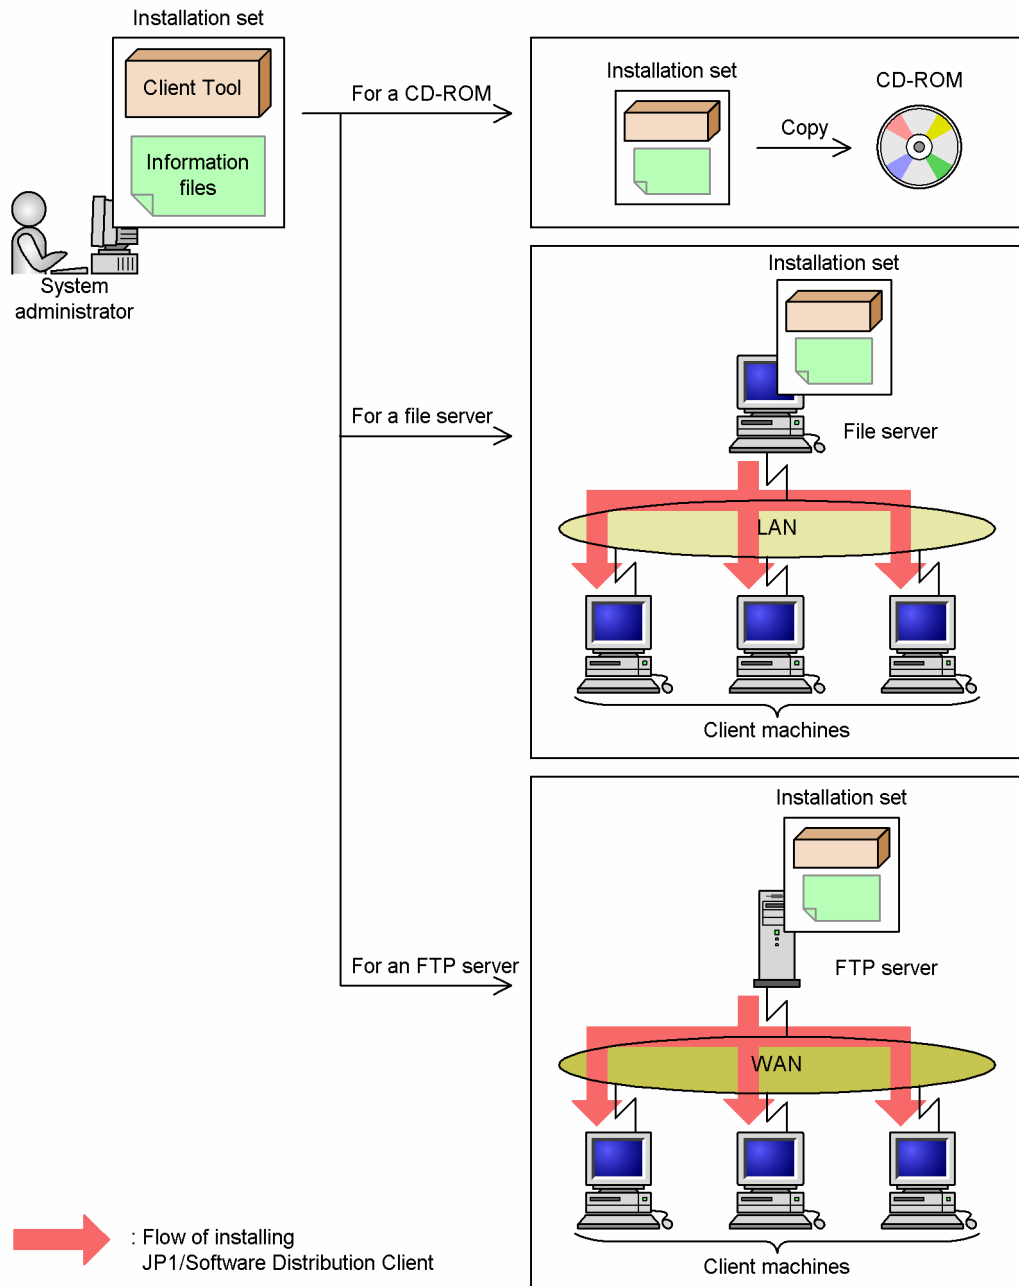 Installation set
Client Tool
Information
files
System
administrator
For a CD-ROM
Installation set
Copy
CD-ROM
For a file server
Installation set
File server
LAN
Client machines
For an FTP server
Installation set
FTP server
WAN
Client machines
: Flow of installing
JP1/Software Distribution Client